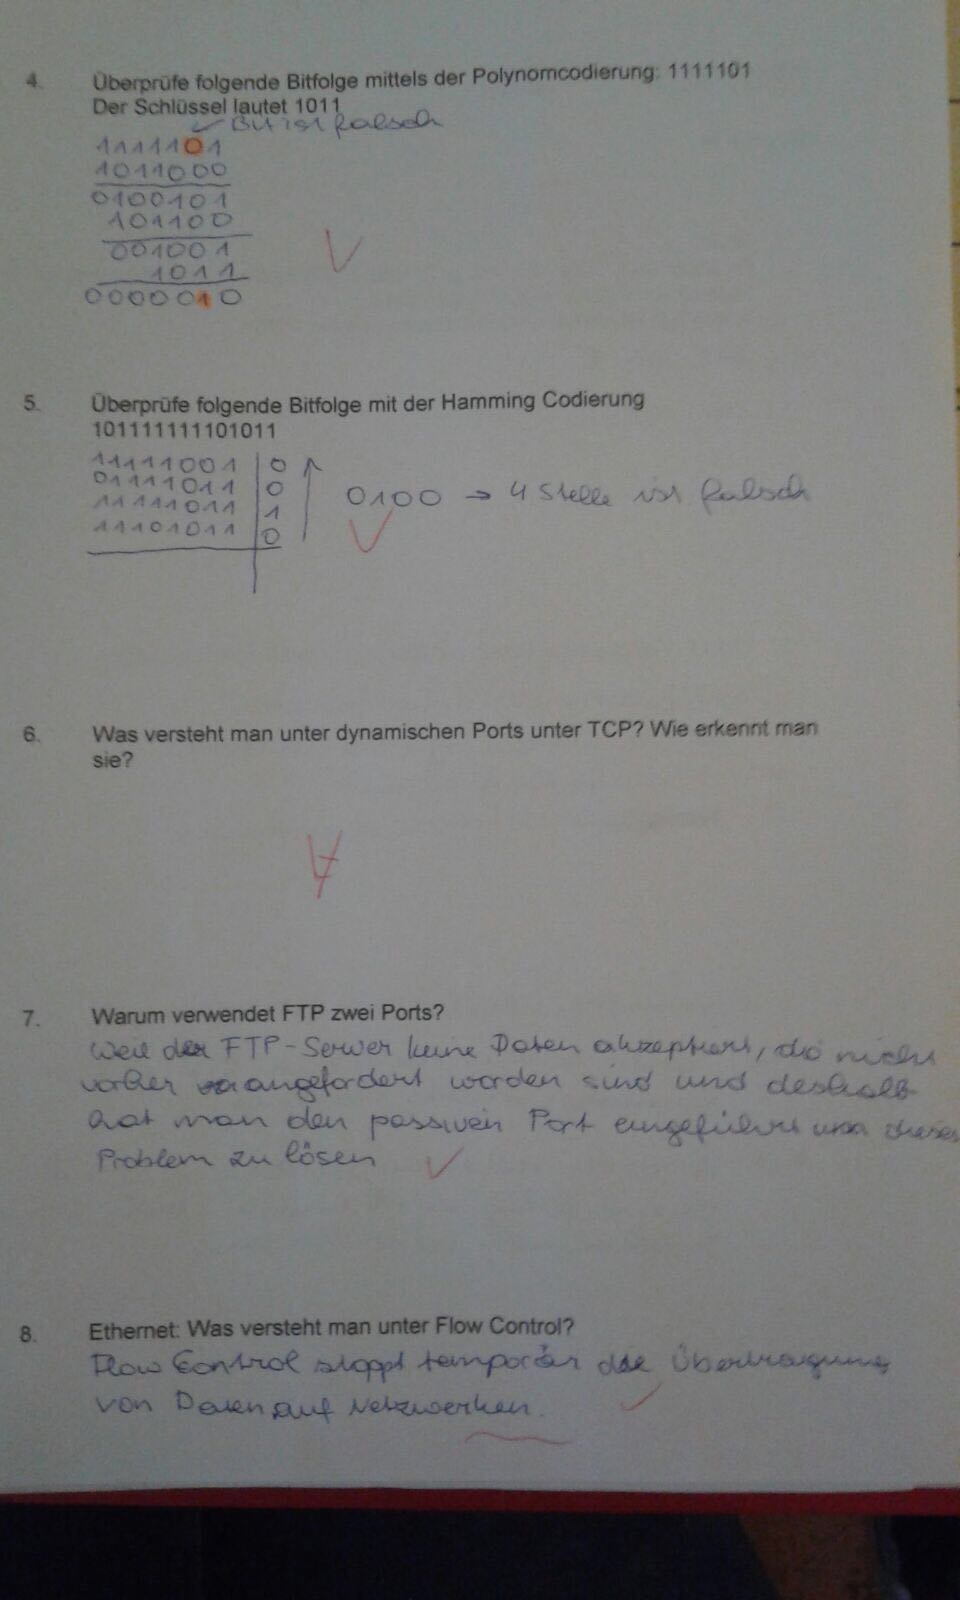 4. Überprüfe folgende Bitfolge mittels der Polynomcodierung: 1111101
Der Schlüssel lautet 1011
Bit ist falsch
1111101
1011000
0100101
101100
001001
1011
0000010
5. Überprüfe folgende Bitfolge mit der Hamming Codierung
101111111101011
11111001 0
01111011 0
11111011 1
11101011 0
0100 → 4 Stelle ist falsch
6. Was versteht man unter dynamischen Ports unter TCP? Wie erkennt man
sie?
7. Warum verwendet FTP zwei Ports?
Weil der FTP-Server keine Daten akzeptiert, die nicht
vorher angefordert worden sind und deshalb
hat man den passiven Port eingeführt um dieses
Problem zu lösen
8. Ethernet: Was versteht man unter Flow Control?
Flow Control stoppt temporär die Übertragung
von Daten auf Netzwerken.